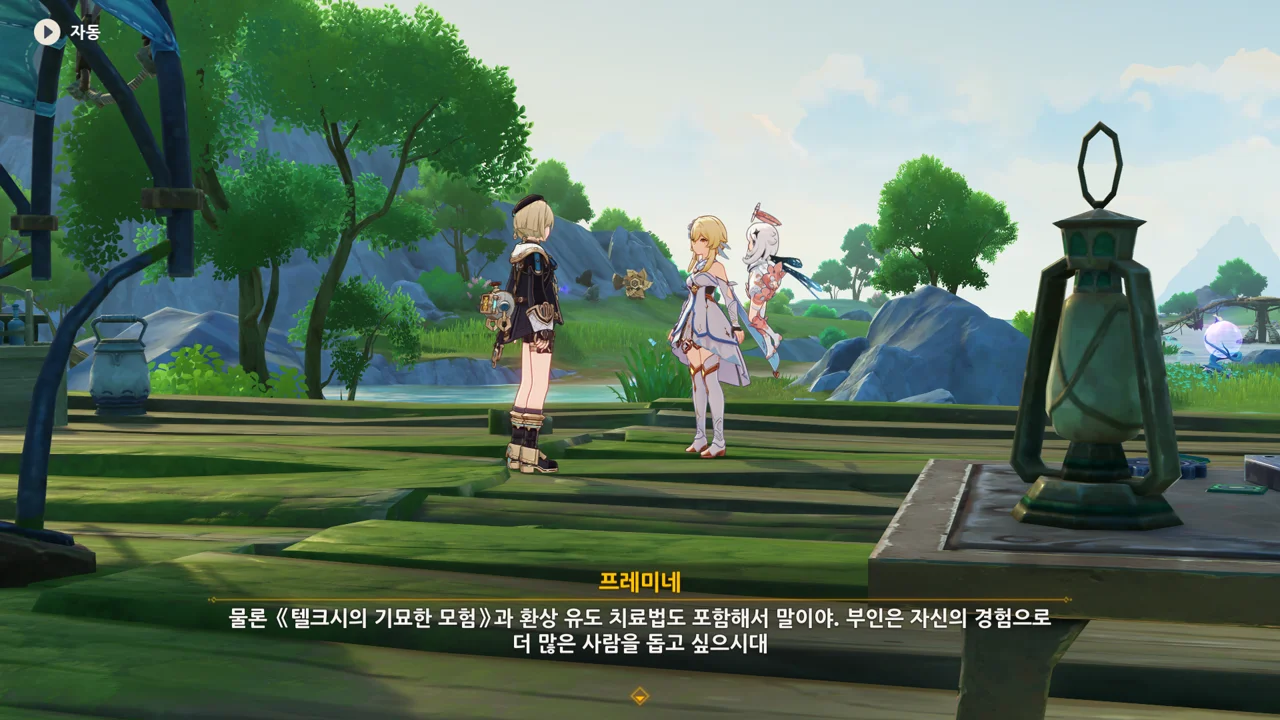 자동
프레미네
물론 《텔크시의 기묘한 모험》과 환상 유도 치료법도 포함해서 말이야. 부인은 자신의 경험으로
더 많은 사람을 돕고 싶으시대